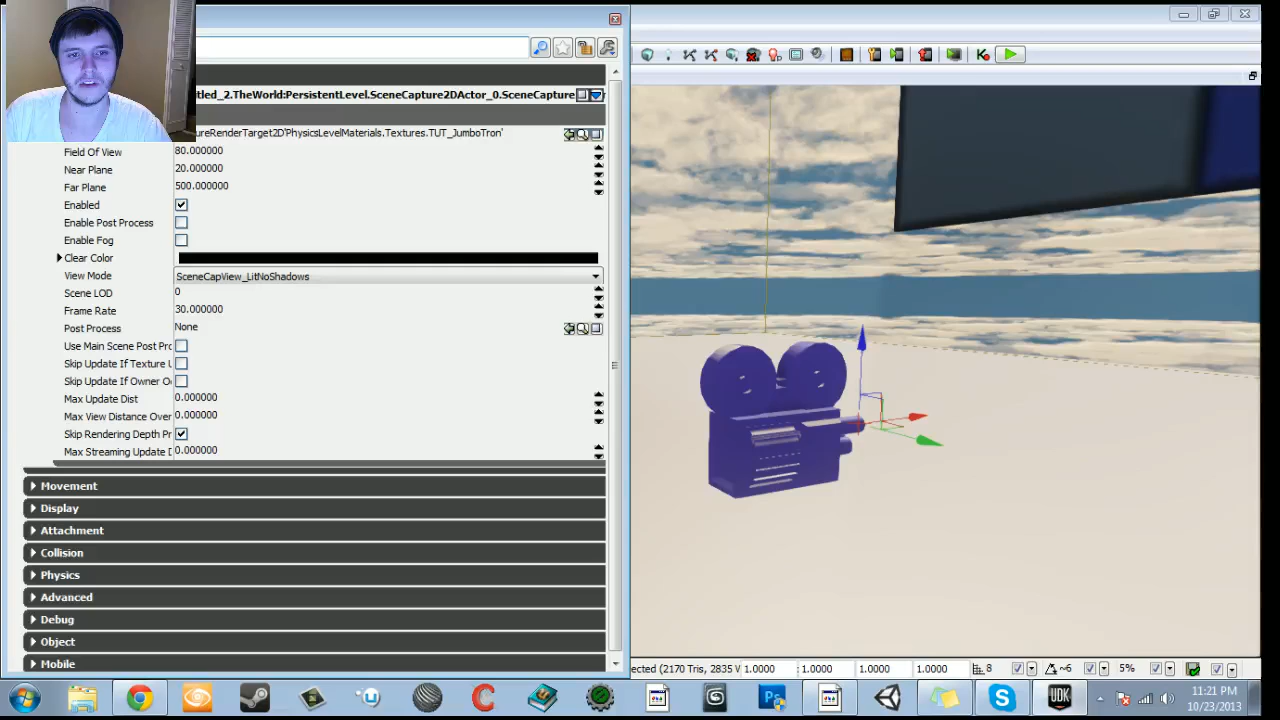 itled_2.TheWorld:PersistentLevel.SceneCapture2DActor_0.SceneCapture
ureRenderTarget2D'PhysicsLevelMaterials.Textures.TUT_JumboTron'
Field Of View 80.000000
Near Plane 20.000000
Far Plane 500.000000
Enabled
Enable Post Process
Enable Fog
Clear Color
View Mode SceneCapView_LitNoShadows
Scene LOD 0
Frame Rate 30.000000
Post Process None
Use Main Scene Post Pro
Skip Update If Texture U
Skip Update If Owner O
Max Update Dist 0.000000
Max View Distance Over 0.000000
Skip Rendering Depth Pr
Max Streaming Update D 0.000000
Movement
Display
Attachment
Collision
Physics
Advanced
Debug
Object
Mobile
ected (2170 Tris, 2835 V 1.0000 1.0000 1.0000 1.0000 8 ~6 5%
UDK
11:21 PM
10/23/2013